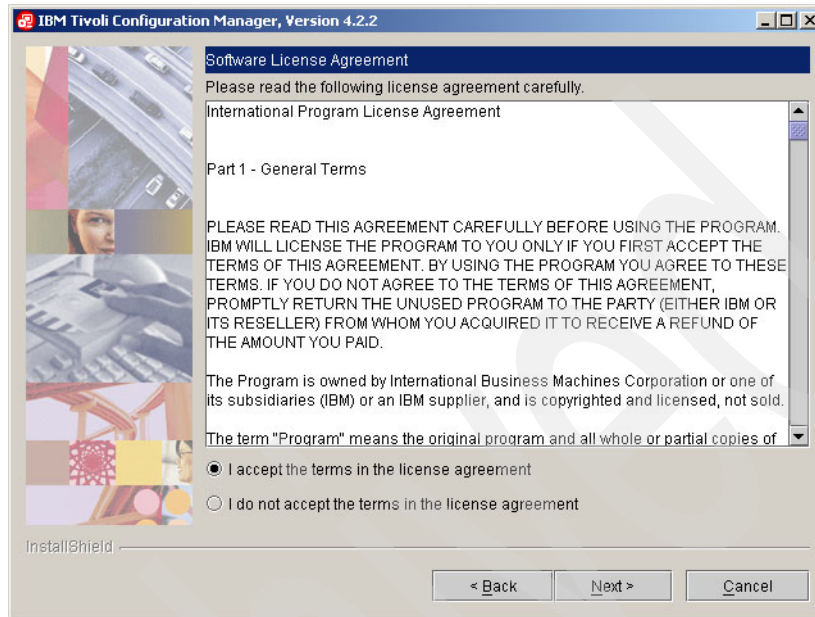 IBM Tivoli Configuration Manager, Version 4.2.2
Software License Agreement
Please read the following license agreement carefully.
International Program License Agreement
Part 1 - General Terms
PLEASE READ THIS AGREEMENT CAREFULLY BEFORE USING THE PROGRAM.
IBM WILL LICENSE THE PROGRAM TO YOU ONLY IF YOU FIRST ACCEPT THE
TERMS OF THIS AGREEMENT. BY USING THE PROGRAM YOU AGREE TO THESE
TERMS. IF YOU DO NOT AGREE TO THE TERMS OF THIS AGREEMENT,
PROMPTLY RETURN THE UNUSED PROGRAM TO THE PARTY (EITHER IBM OR
ITS RESELLER) FROM WHOM YOU ACQUIRED IT TO RECEIVE A REFUND OF
THE AMOUNT YOU PAID.
The Program is owned by International Business Machines Corporation or one of
its subsidiaries (IBM) or an IBM supplier, and is copyrighted and licensed, not sold.
The term "Program" means the original program and all whole or partial copies of
I accept the terms in the license agreement
I do not accept the terms in the license agreement
InstallShield
< Back
Next >
Cancel